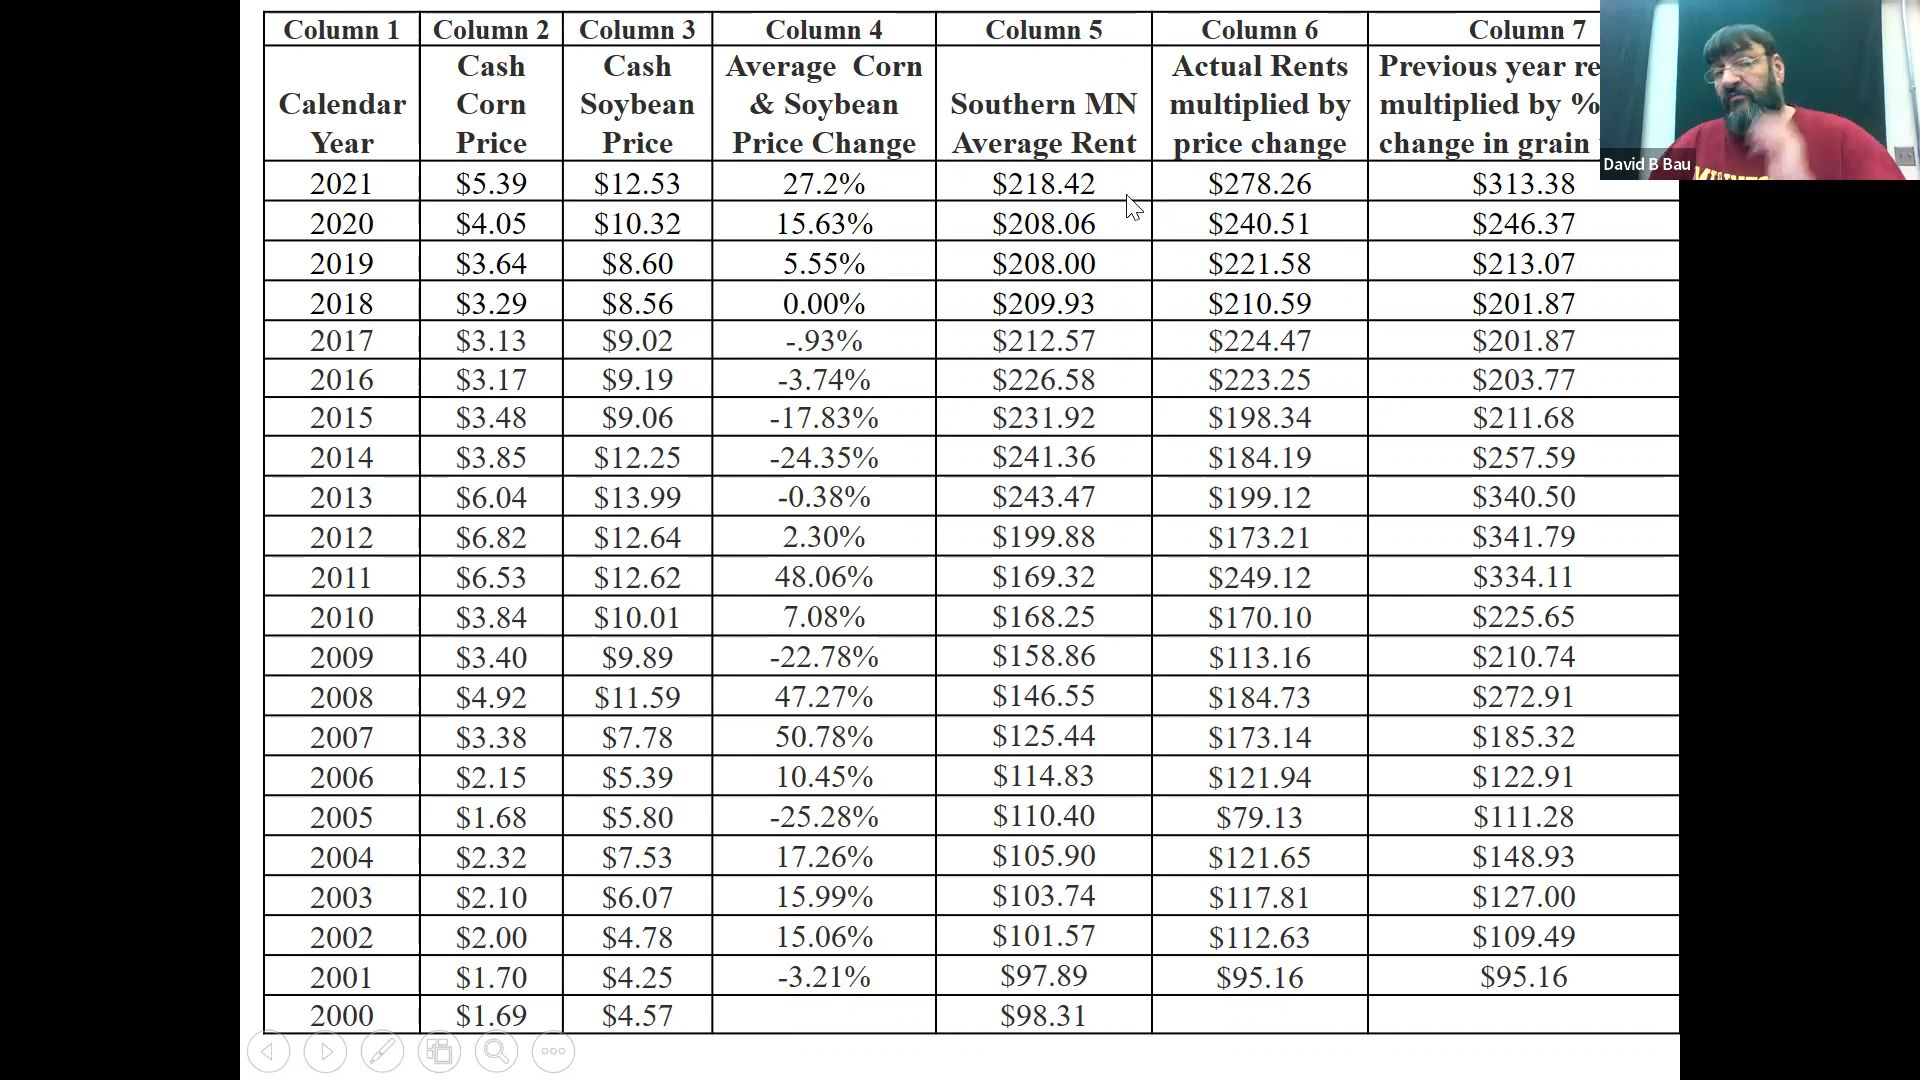 Column 1 Column 2 Column 3 Column 4 Column 5 Column 6 Column 7
Calendar Year Cash Corn Price Cash Soybean Price Average Corn & Soybean Price Change Southern MN Average Rent Actual Rents multiplied by price change Previous year re multiplied by % change in grain
2021 $5.39 $12.53 27.2% $218.42 $278.26 $313.38
2020 $4.05 $10.32 15.63% $208.06 $240.51 $246.37
2019 $3.64 $8.60 5.55% $208.00 $221.58 $213.07
2018 $3.29 $8.56 0.00% $209.93 $210.59 $201.87
2017 $3.13 $9.02 -.93% $212.57 $224.47 $201.87
2016 $3.17 $9.19 -3.74% $226.58 $223.25 $203.77
2015 $3.48 $9.06 -17.83% $231.92 $198.34 $211.68
2014 $3.85 $12.25 -24.35% $241.36 $184.19 $257.59
2013 $6.04 $13.99 -0.38% $243.47 $199.12 $340.50
2012 $6.82 $12.64 2.30% $199.88 $173.21 $341.79
2011 $6.53 $12.62 48.06% $169.32 $249.12 $334.11
2010 $3.84 $10.01 7.08% $168.25 $170.10 $225.65
2009 $3.40 $9.89 -22.78% $158.86 $113.16 $210.74
2008 $4.92 $11.59 47.27% $146.55 $184.73 $272.91
2007 $3.38 $7.78 50.78% $125.44 $173.14 $185.32
2006 $2.15 $5.39 10.45% $114.83 $121.94 $122.91
2005 $1.68 $5.80 -25.28% $110.40 $79.13 $111.28
2004 $2.32 $7.53 17.26% $105.90 $121.65 $148.93
2003 $2.10 $6.07 15.99% $103.74 $117.81 $127.00
2002 $2.00 $4.78 15.06% $101.57 $112.63 $109.49
2001 $1.70 $4.25 -3.21% $97.89 $95.16 $95.16
2000 $1.69 $4.57 $98.31
David B Bau